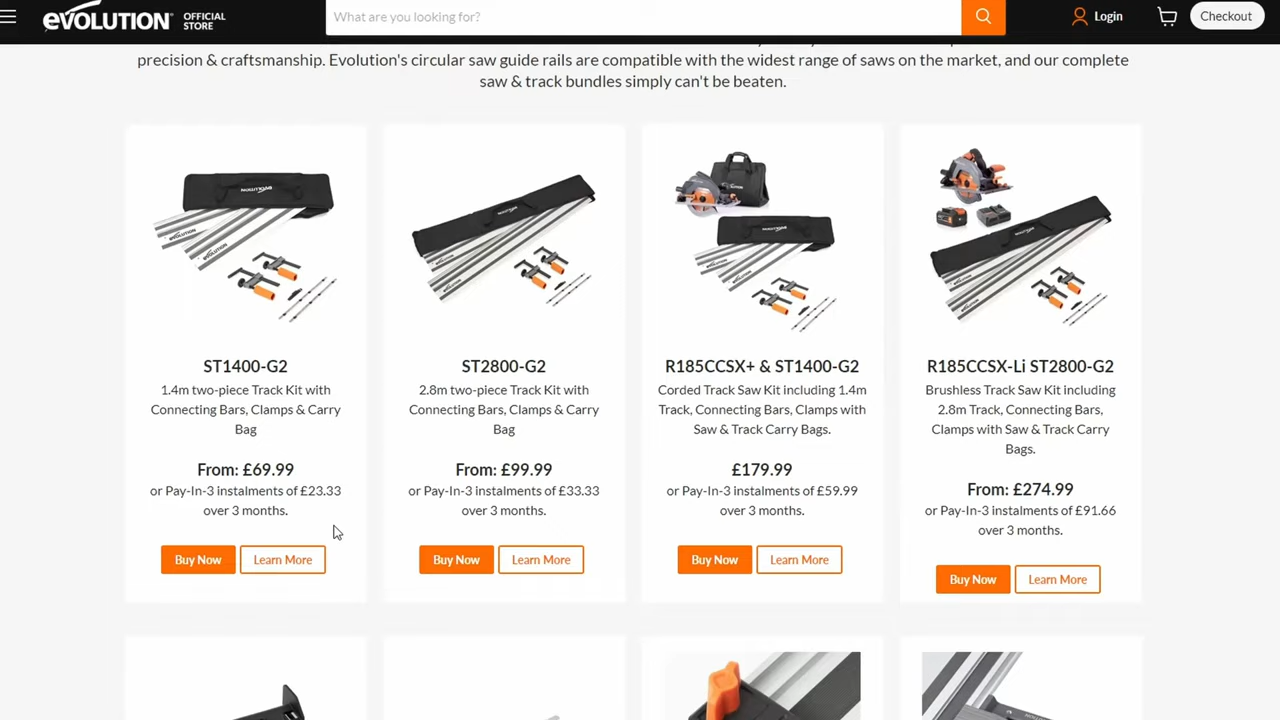 EVOLUTION
OFFICIAL
STORE
What are you looking for?
Login
Checkout
precision & craftsmanship. Evolution's circular saw guide rails are compatible with the widest range of saws on the market, and our complete
saw & track bundles simply can't be beaten.
EVOLUTION
EVOLUTION
ST1400-G2
1.4m two-piece Track Kit with
Connecting Bars, Clamps & Carry
Bag
From: £69.99
or Pay-In-3 instalments of £23.33
over 3 months.
Buy Now
Learn More
ST2800-G2
2.8m two-piece Track Kit with
Connecting Bars, Clamps & Carry
Bag
From: £99.99
or Pay-In-3 instalments of £33.33
over 3 months.
Buy Now
Learn More
R185CCSX+ & ST1400-G2
Corded Track Saw Kit including 1.4m
Track, Connecting Bars, Clamps with
Saw & Track Carry Bags.
£179.99
or Pay-In-3 instalments of £59.99
over 3 months.
Buy Now
Learn More
R185CCSX-Li ST2800-G2
Brushless Track Saw Kit including
2.8m Track, Connecting Bars,
Clamps with Saw & Track Carry
Bags.
From: £274.99
or Pay-In-3 instalments of £91.66
over 3 months.
Buy Now
Learn More